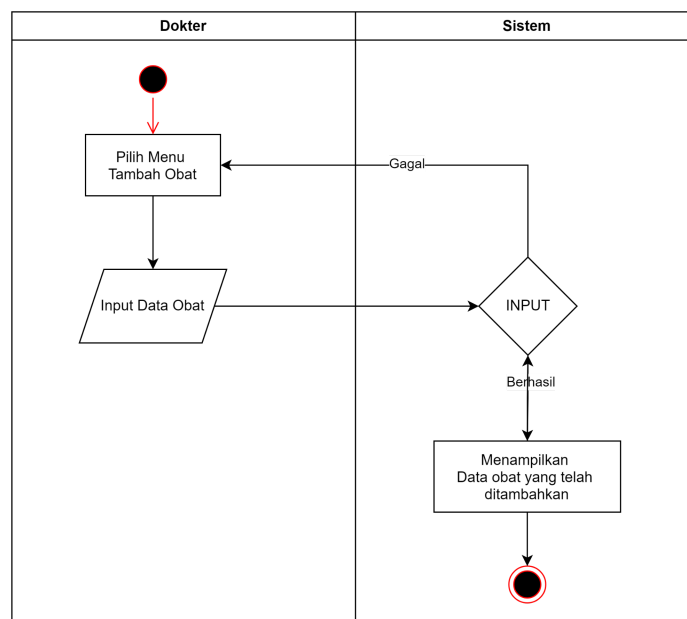 Dokter
Sistem
Pilih Menu
Tambah Obat
Gagal
Input Data Obat
INPUT
Berhasil
Menampilkan
Data obat yang telah
ditambahkan